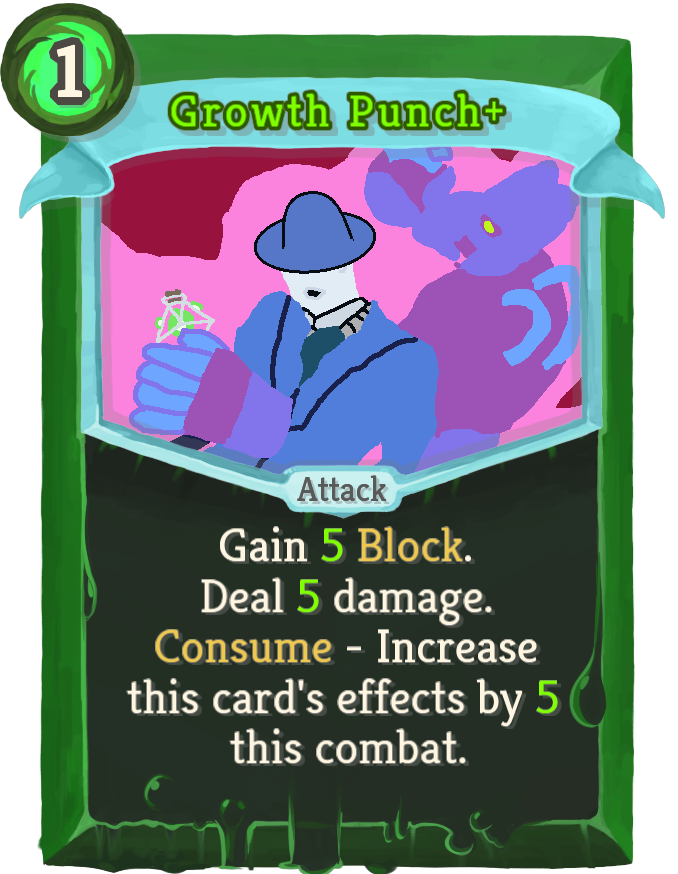 1
Growth Punch+
Attack
Gain 5 Block.
Deal 5 damage.
Consume - Increase
this card's effects by 5
this combat.